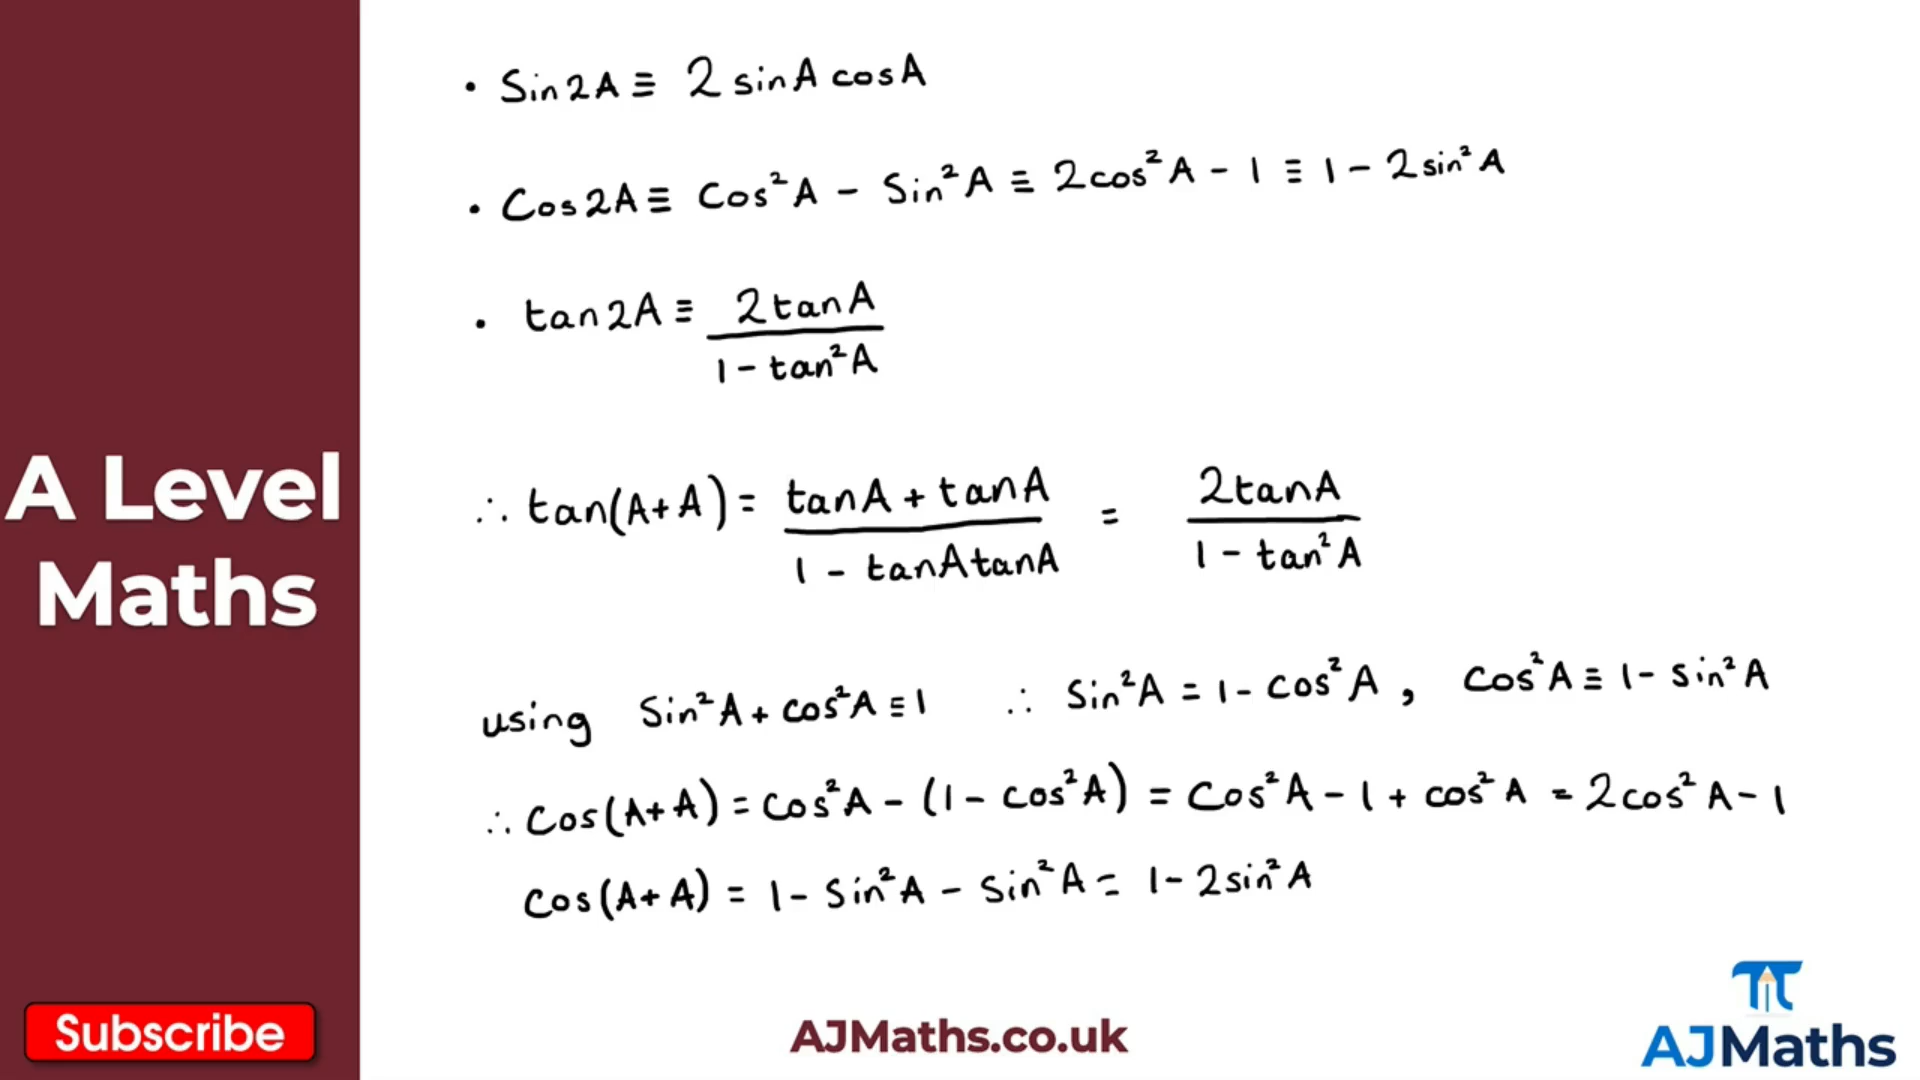 • Sin2A ≡ 2 sinA cosA
• Cos2A ≡ Cos²A - Sin²A ≡ 2cos²A - 1 ≡ 1 - 2 sin²A
• tan2A ≡ 2tanA / 1 - tan²A
A Level
Maths
∴ tan(A+A) = tanA + tanA / 1 - tanAtanA = 2tanA / 1 - tan²A
using Sin²A + cos²A ≡ 1 ∴ Sin²A = 1 - cos²A , cos²A ≡ 1 - sin²A
∴ Cos(A+A) = cos²A - (1 - cos²A) = Cos²A - 1 + cos²A = 2cos²A - 1
Cos(A+A) = 1 - Sin²A - Sin²A = 1 - 2sin²A
Subscribe
AJMaths.co.uk
AJMaths